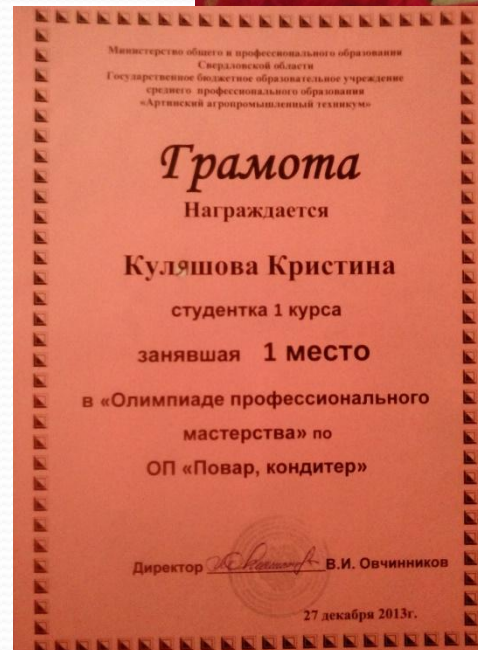 Министерство общего и профессионального образования
Свердловской области
Государственное бюджетное образовательное учреждение
среднего профессионального образования
«Артинский агропромышленный техникум»
Грамота
Награждается
Куляшова Кристина
студентка 1 курса
занявшая 1 место
в «Олимпиаде профессионального
мастерства» по
ОП «Повар, кондитер»
Директор В.И. Овчинников
27 декабря 2013г.